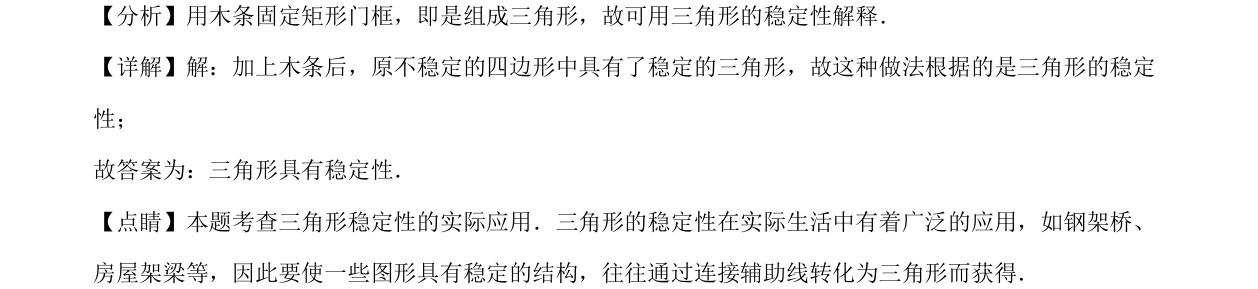 【分析】用木条固定矩形门框，即是组成三角形，故可用三角形的稳定性解释．
【详解】解：加上木条后，原不稳定的四边形中具有了稳定的三角形，故这种做法根据的是三角形的稳定
性；
故答案为：三角形具有稳定性．
【点睛】本题考查三角形稳定性的实际应用．三角形的稳定性在实际生活中有着广泛的应用，如钢架桥、
房屋架梁等，因此要使一些图形具有稳定的结构，往往通过连接辅助线转化为三角形而获得．